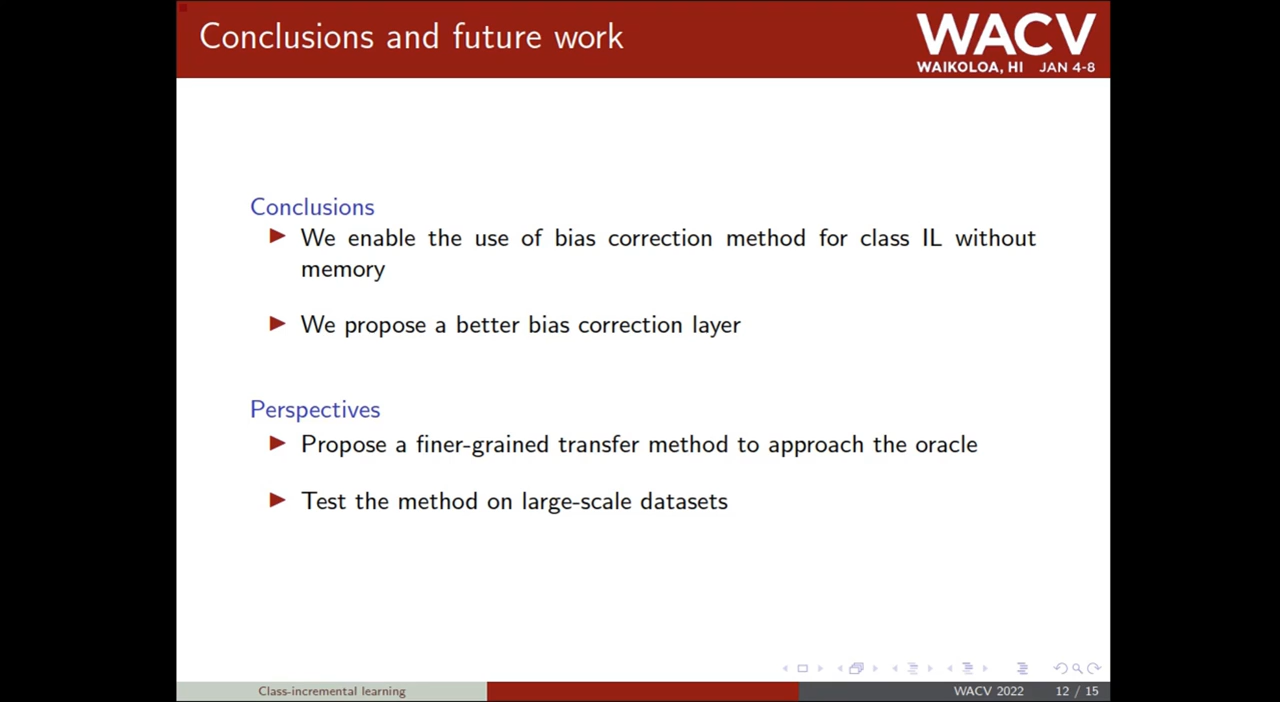 Conclusions and future work
WACV
WAIKOLOA, HI JAN 4-8
Conclusions
We enable the use of bias correction method for class IL without
memory
We propose a better bias correction layer
Perspectives
Propose a finer-grained transfer method to approach the oracle
Test the method on large-scale datasets
Class-incremental learning
WACV 2022
12 / 15